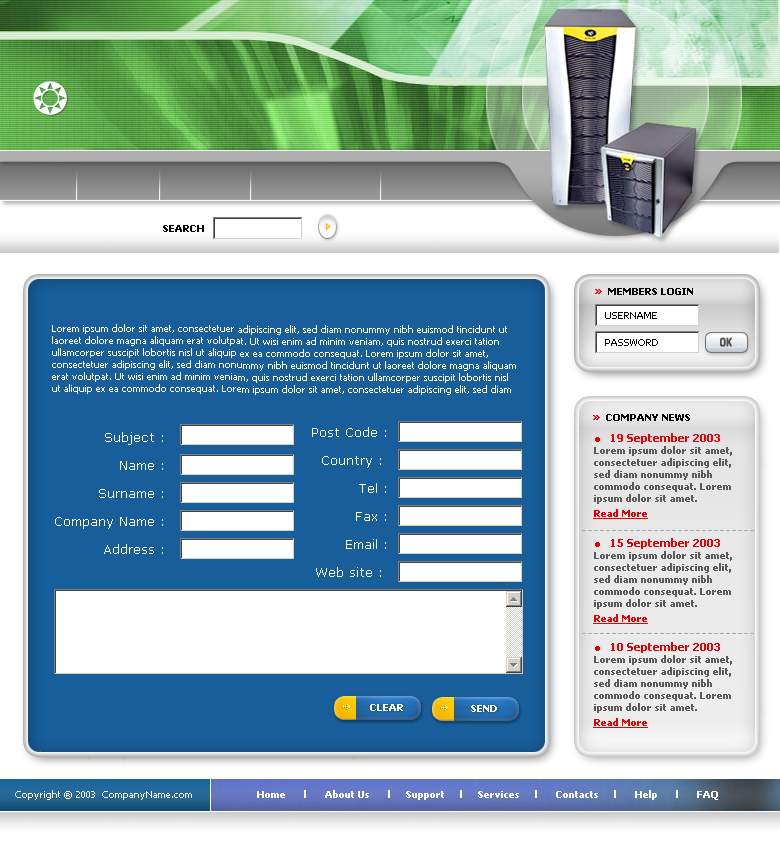 SEARCH
MEMBERS LOGIN
USERNAME
PASSWORD
OK
Lorem ipsum dolor sit amet, consectetuer adipiscing elit, sed diam nonummy nibh euismod tincidunt ut
laoreet dolore magna aliquam erat volutpat. Ut wisi enim ad minim veniam, quis nostrud exerci tation
ullamcorper suscipit lobortis nisl ut aliquip ex ea commodo consequat. Lorem ipsum dolor sit amet,
consectetuer adipiscing elit, sed diam nonummy nibh euismod tincidunt ut laoreet dolore magna aliquam
erat volutpat. Ut wisi enim ad minim veniam, quis nostrud exerci tation ullamcorper suscipit lobortis nisl
ut aliquip ex ea commodo consequat. Lorem ipsum dolor sit amet, consectetuer adipiscing elit, sed diam
Subject :
Name :
Surname :
Company Name :
Address :
Post Code :
Country :
Tel :
Fax :
Email :
Web site :
CLEAR
SEND
COMPANY NEWS
19 September 2003
Lorem ipsum dolor sit amet,
consectetuer adipiscing elit,
sed diam nonummy nibh
commodo consequat. Lorem
ipsum dolor sit amet.
Read More
15 September 2003
Lorem ipsum dolor sit amet,
consectetuer adipiscing elit,
sed diam nonummy nibh
commodo consequat. Lorem
ipsum dolor sit amet.
Read More
10 September 2003
Lorem ipsum dolor sit amet,
consectetuer adipiscing elit,
sed diam nonummy nibh
commodo consequat. Lorem
ipsum dolor sit amet.
Read More
Copyright ® 2003 CompanyName.com
Home | About Us | Support | Services | Contacts | Help | FAQ